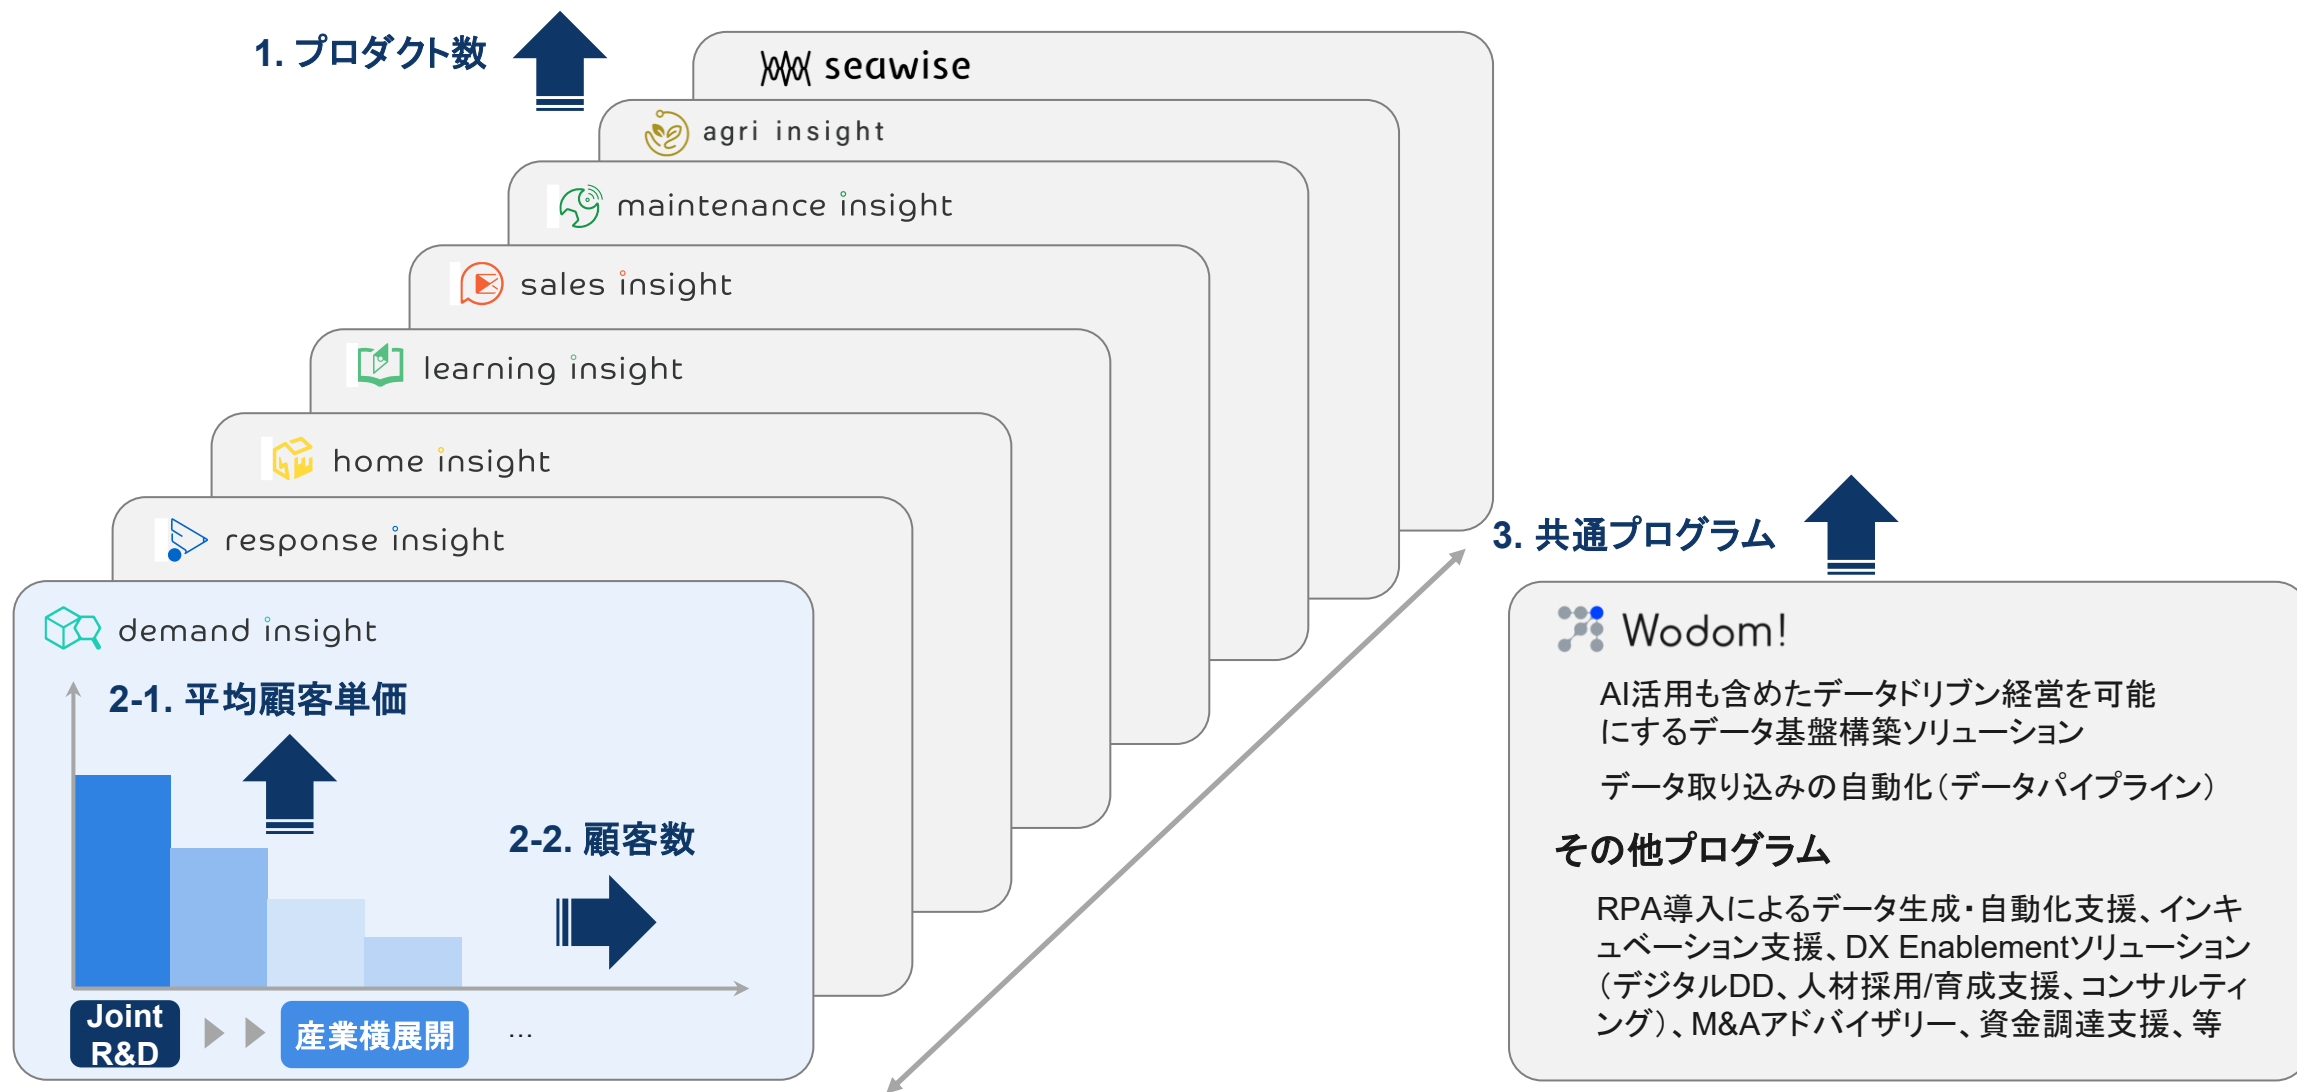 1. プロダクト数
seawise
agri insight
maintenance insight
sales insight
learning insight
home insight
response insight
demand insight
2-1. 平均顧客単価
2-2. 顧客数
Joint
R&D
産業横展開
...
3. 共通プログラム
Wodom!
AI活用も含めたデータドリブン経営を可能
にするデータ基盤構築ソリューション
データ取り込みの自動化（データパイプライン）
その他プログラム
RPA導入によるデータ生成・自動化支援、インキ
ュベーション支援、DX Enablementソリューション
（デジタルDD、人材採用/育成支援、コンサルティ
ング）、M&Aアドバイザリー、資金調達支援、等